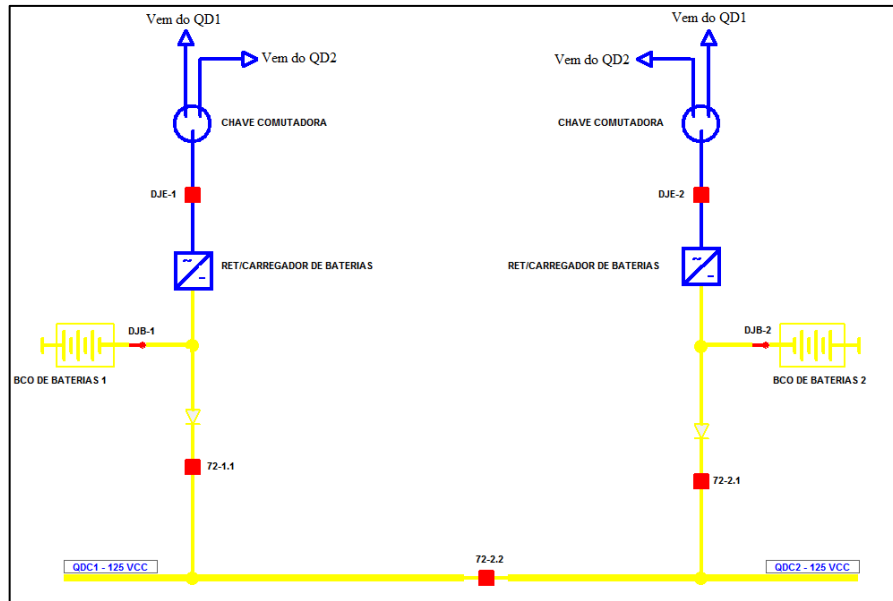 Vem do QD1
Vem do QD1
Vem do QD2
Vem do QD2
CHAVE COMUTADORA
CHAVE COMUTADORA
DJE-1
DJE-2
RET/CARREGADOR DE BATERIAS
RET/CARREGADOR DE BATERIAS
DJB-1
DJB-2
BCO DE BATERIAS 1
BCO DE BATERIAS 2
72-1.1
72-2.1
72-2.2
QDC1 - 125 VCC
QDC2 - 125 VCC